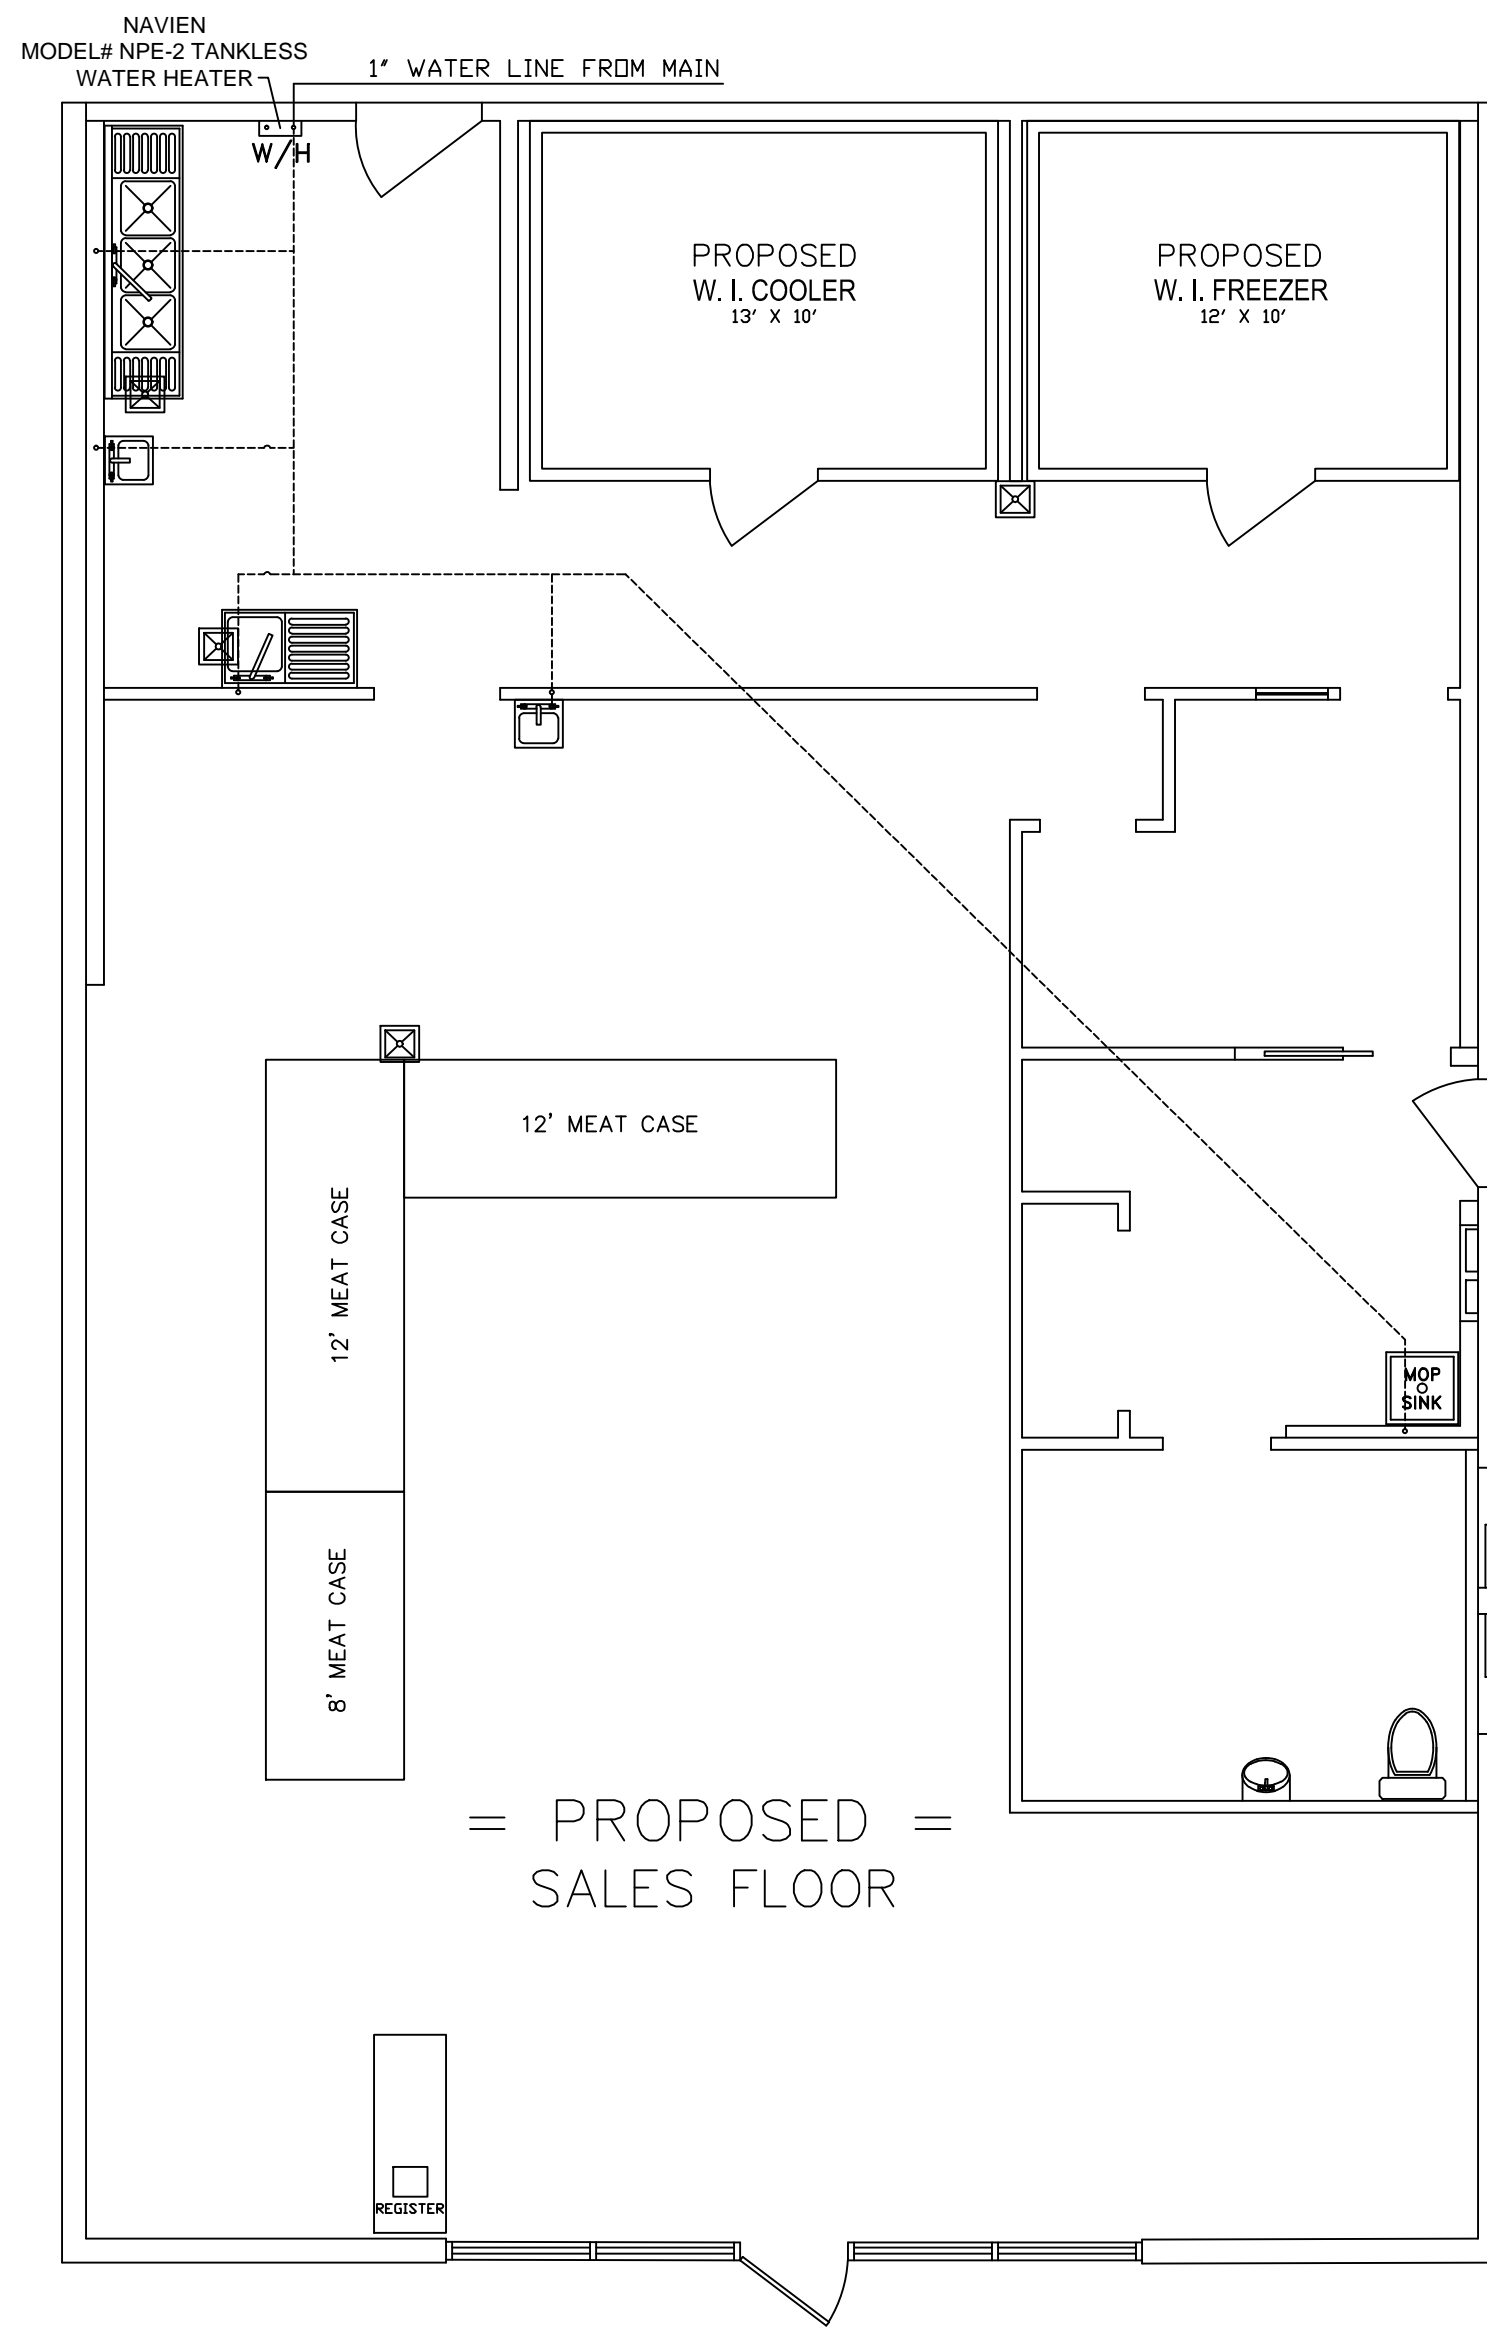 NAVIEN
MODEL# NPE-2 TANKLESS
WATER HEATER
1" WATER LINE FROM MAIN
W/H
PROPOSED
W. I. COOLER
13' X 10'
PROPOSED
W. I. FREEZER
12' X 10'
12' MEAT CASE
12' MEAT CASE
MOP
SINK
8' MEAT CASE
= PROPOSED =
SALES FLOOR
REGISTER